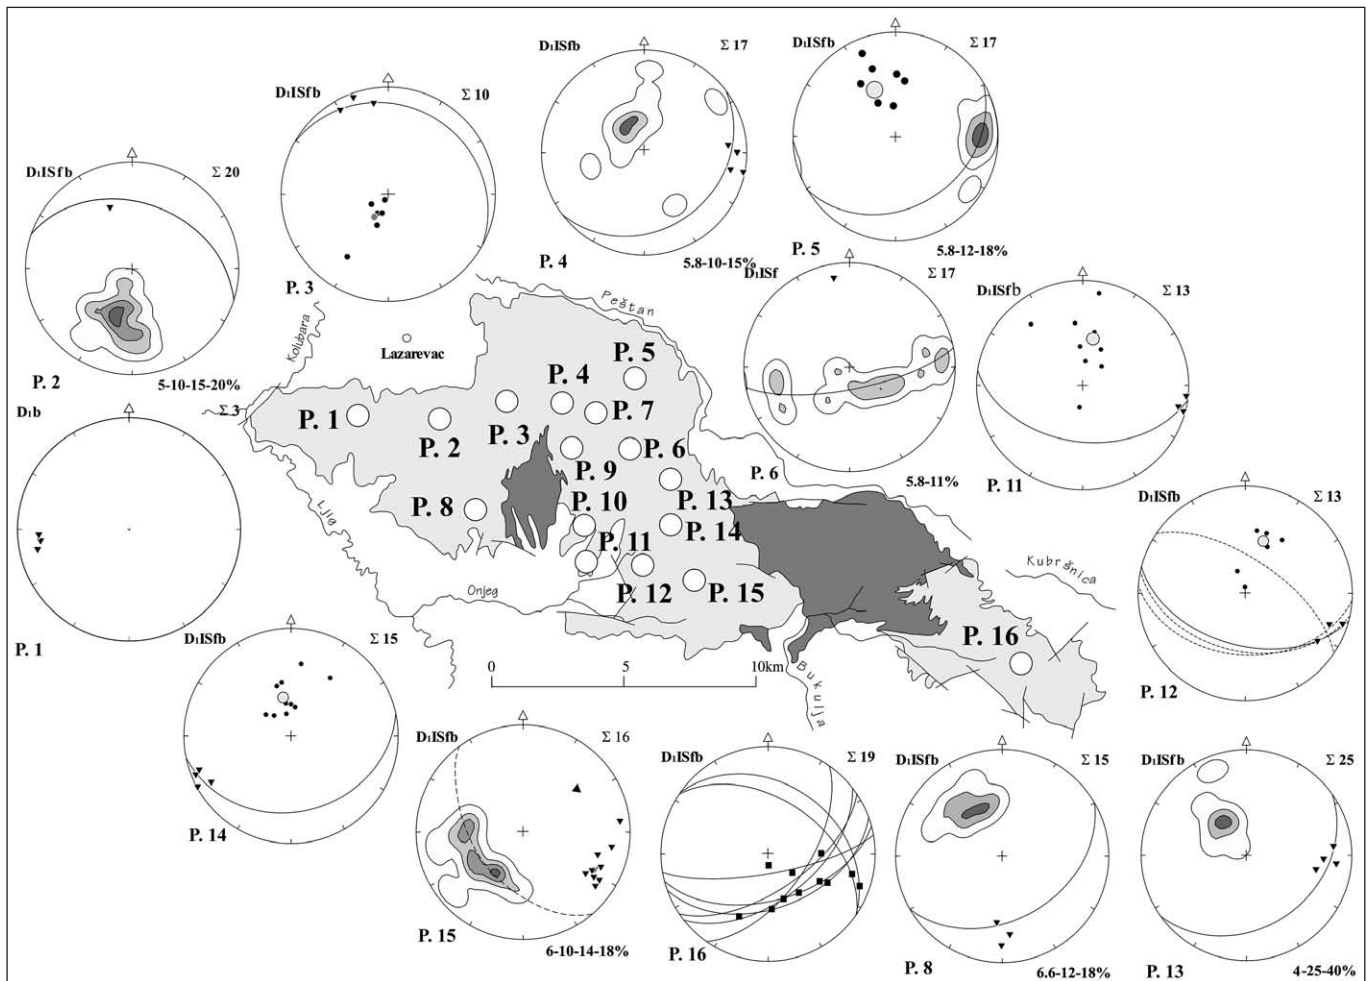 D₁ISfb
Σ 17
P. 4
5.8-10-15%
D₁ISfb
Σ 17
P. 5
5.8-12-18%
D₁ISfb
Σ 10
P. 3
D₁ISfb
Σ 20
P. 2
5-10-15-20%
D₁ISf
Σ 17
P. 6
5.8-11%
D₁ISfb
Σ 13
P. 11
D₁b
Σ 3
P. 1
D₁ISfb
Σ 13
P. 12
Kolubara
Lazarevac
Peštan
P. 5
P. 4
P. 1
P. 2
P. 3
P. 7
P. 9
P. 6
P. 8
P. 10
P. 13
P. 14
P. 11
P. 12
P. 15
P. 16
Ljig
Onjeg
Kubršnica
Bukulja
0
5
10km
D₁ISfb
Σ 15
P. 14
D₁ISfb
Σ 16
P. 15
6-10-14-18%
D₁ISfb
Σ 19
P. 16
D₁ISfb
Σ 15
P. 8
6.6-12-18%
D₁ISfb
Σ 25
P. 13
4-25-40%